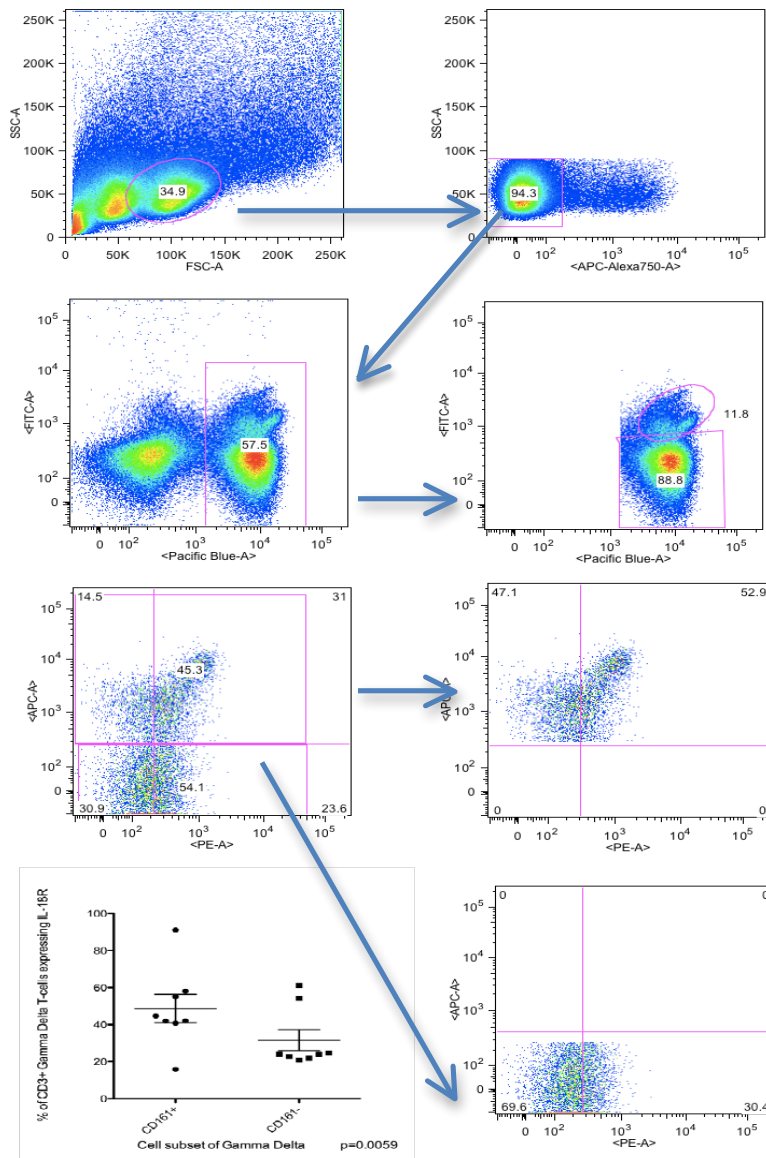 250K
200K
150K
100K
50K
0
SSC-A
34.9
0 50K 100K 150K 200K 250K
FSC-A
250K
200K
150K
100K
50K
0
SSC-A
94.3
0 10² 10³ 10⁴ 10⁵
<APC-Alexa750-A>
10⁵
10⁴
10³
10²
0
<FITC-A>
57.5
0 10² 10³ 10⁴ 10⁵
<Pacific Blue-A>
10⁵
10⁴
10³
10²
0
<FITC-A>
11.8
88.8
0 10² 10³ 10⁴ 10⁵
<Pacific Blue-A>
14.5 31
10⁵
10⁴
10³
10²
0
<APC-A>
45.3
54.1
30.9 23.6
0 10² 10³ 10⁴ 10⁵
<PE-A>
47.1 52.9
10⁵
10⁴
10³
10²
0
<APC-A>
0 0
0 10² 10³ 10⁴ 10⁵
<PE-A>
% of CD3+ Gamma Delta T-cells expressing IL-18R
100
80
60
40
20
0
CD161+ CD161-
Cell subset of Gamma Delta p=0.0059
0 0
10⁵
10⁴
10³
10²
0
<APC-A>
69.6 30.4
0 10² 10³ 10⁴ 10⁵
<PE-A>